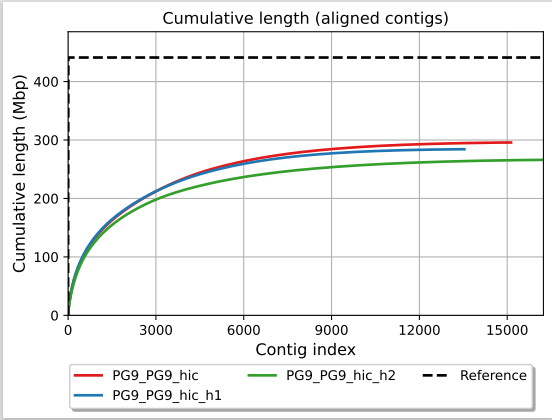 Cumulative length (aligned contigs)
Cumulative length (Mbp)
400
300
200
100
0
0 3000 6000 9000 12000 15000
Contig index
PG9_PG9_hic PG9_PG9_hic_h2 Reference
PG9_PG9_hic_h1